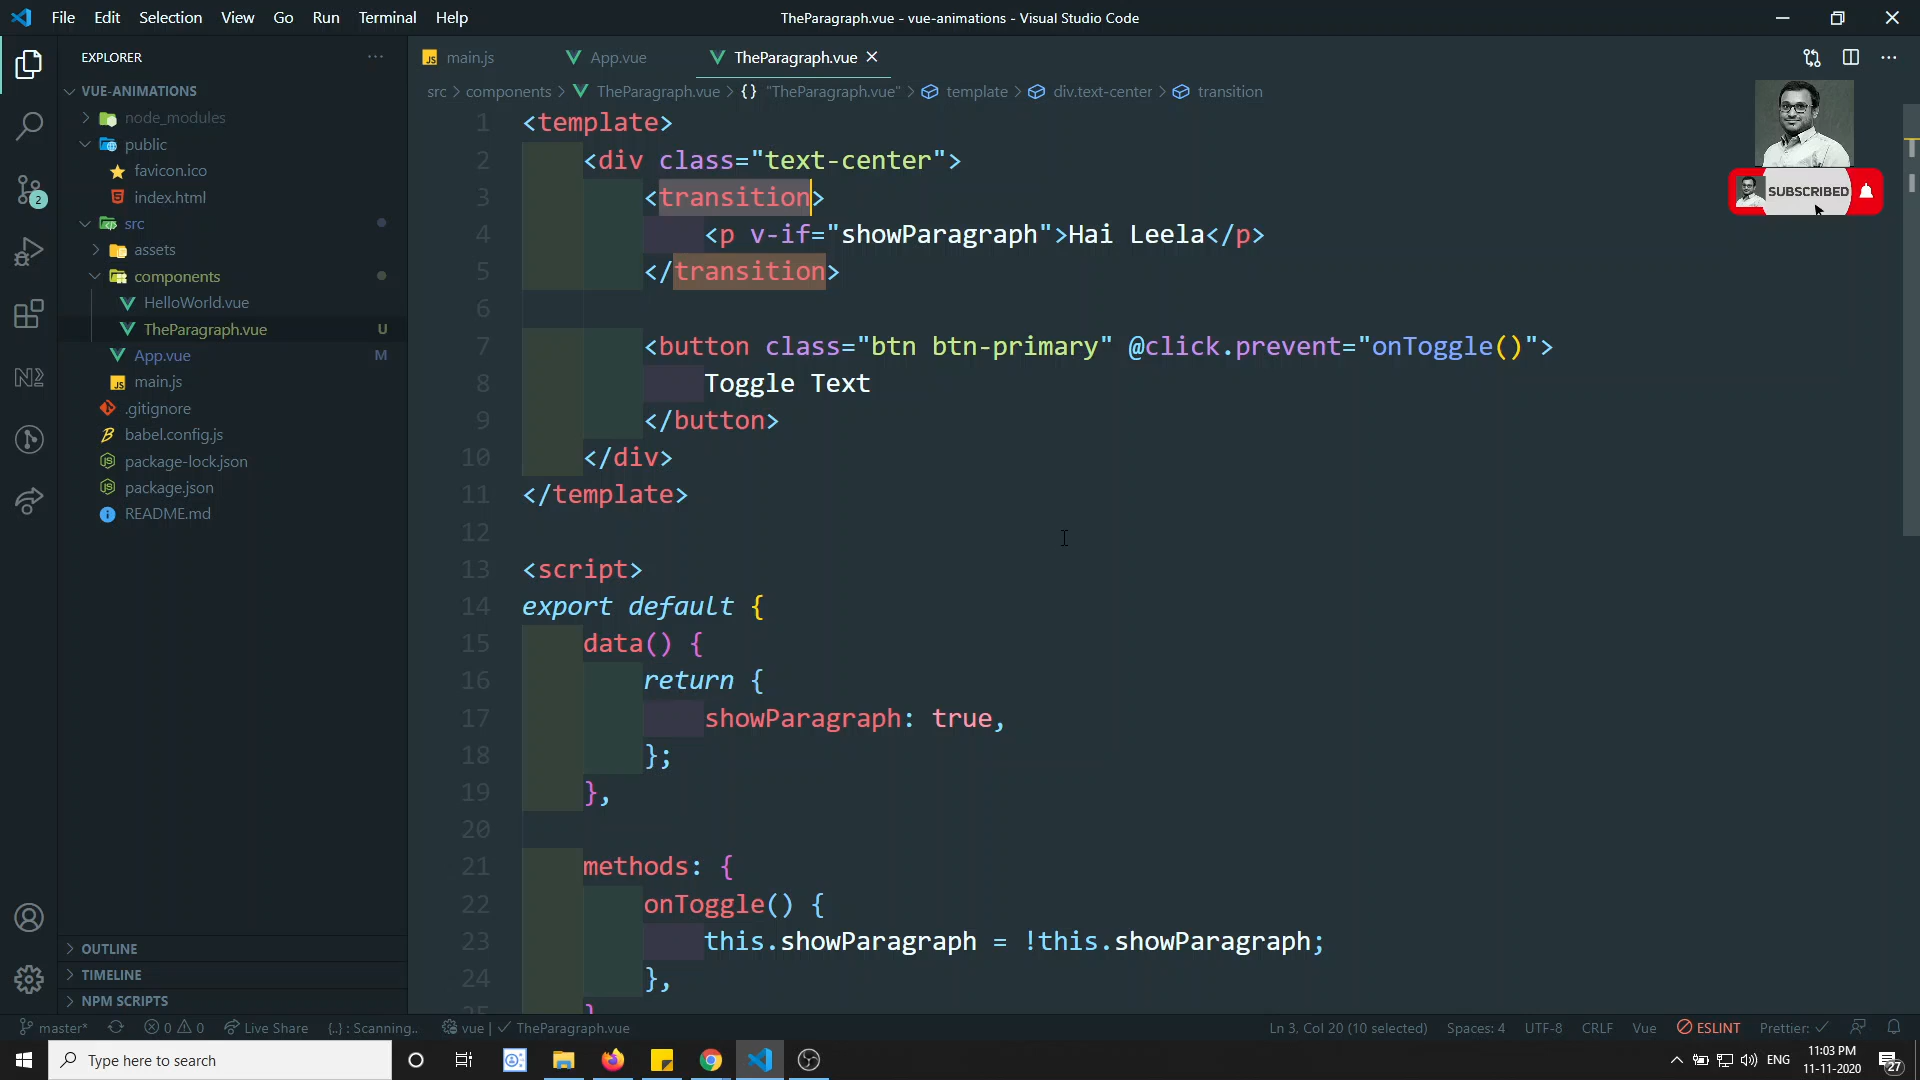 File Edit Selection View Go Run Terminal Help
TheParagraph.vue - vue-animations - Visual Studio Code
EXPLORER
VUE-ANIMATIONS
node_modules
public
favicon.ico
index.html
src
assets
components
HelloWorld.vue
TheParagraph.vue U
App.vue M
main.js
.gitignore
babel.config.js
package-lock.json
package.json
README.md
OUTLINE
TIMELINE
NPM SCRIPTS
2
JS main.js App.vue TheParagraph.vue
src > components > TheParagraph.vue > {} "TheParagraph.vue" > template > div.text-center > transition
SUBSCRIBED
1 <template>
2 <div class="text-center">
3 <transition>
4 <p v-if="showParagraph">Hai Leela</p>
5 </transition>
6
7 <button class="btn btn-primary" @click.prevent="onToggle()">
8 Toggle Text
9 </button>
10 </div>
11 </template>
12
13 <script>
14 export default {
15 data() {
16 return {
17 showParagraph: true,
18 };
19 },
20
21 methods: {
22 onToggle() {
23 this.showParagraph = !this.showParagraph;
24 },
master* 0 0 Live Share {..} : Scanning.. vue | TheParagraph.vue Ln 3, Col 20 (10 selected) Spaces: 4 UTF-8 CRLF Vue ESLINT Prettier: ✓
Type here to search
ENG
11:03 PM
11-11-2020
27